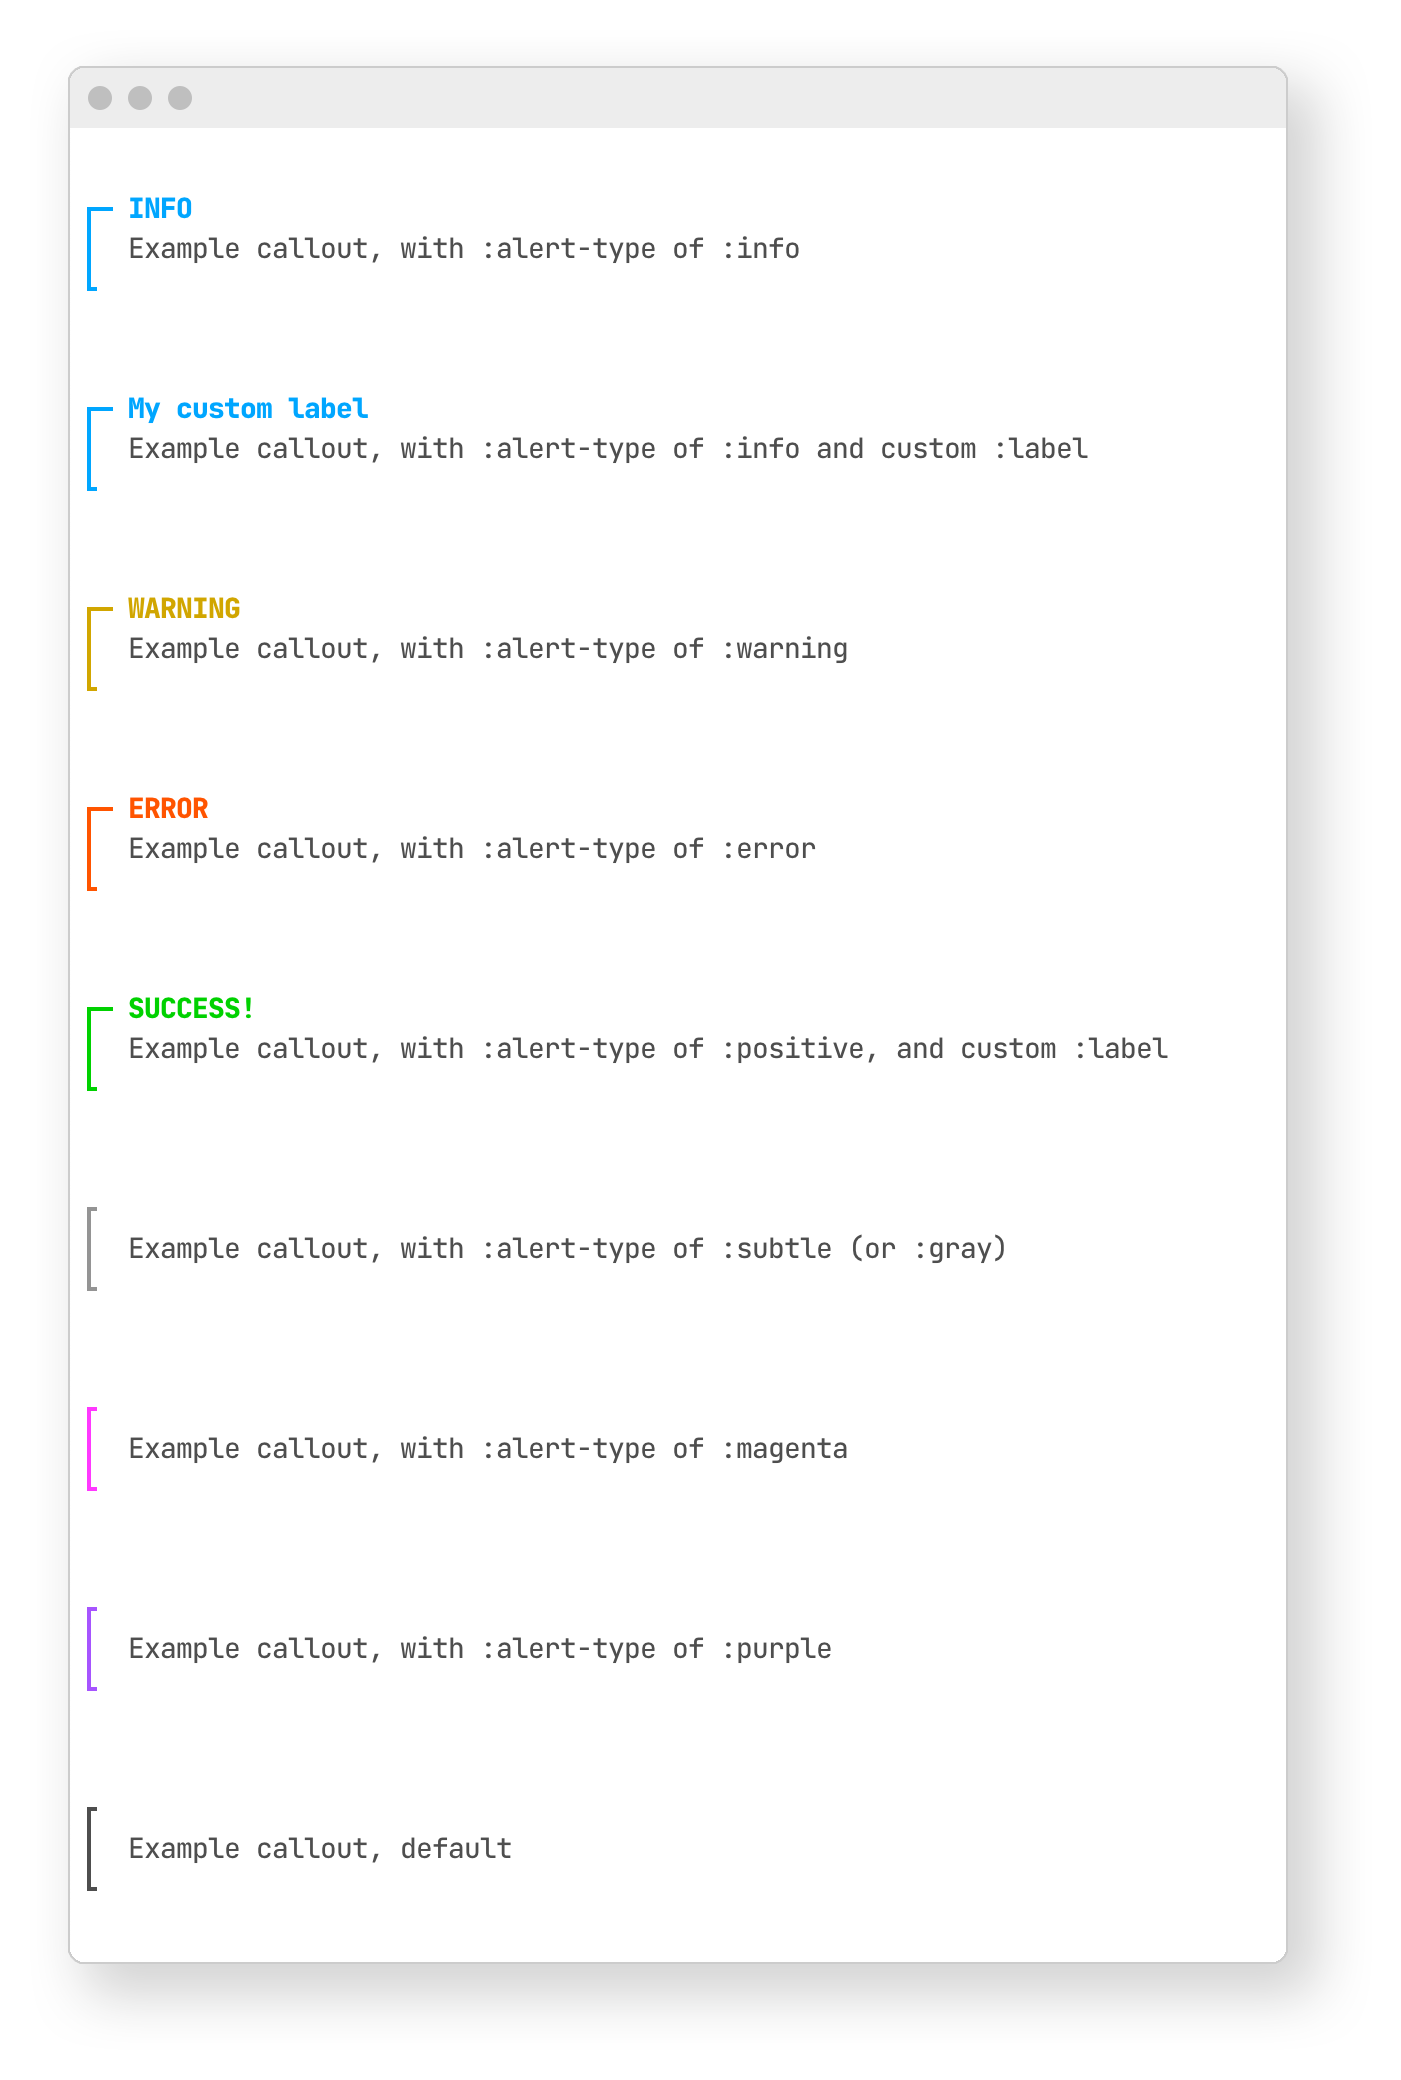 INFO
Example callout, with :alert-type of :info
My custom label
Example callout, with :alert-type of :info and custom :label
WARNING
Example callout, with :alert-type of :warning
ERROR
Example callout, with :alert-type of :error
SUCCESS!
Example callout, with :alert-type of :positive, and custom :label
Example callout, with :alert-type of :subtle (or :gray)
Example callout, with :alert-type of :magenta
Example callout, with :alert-type of :purple
Example callout, default